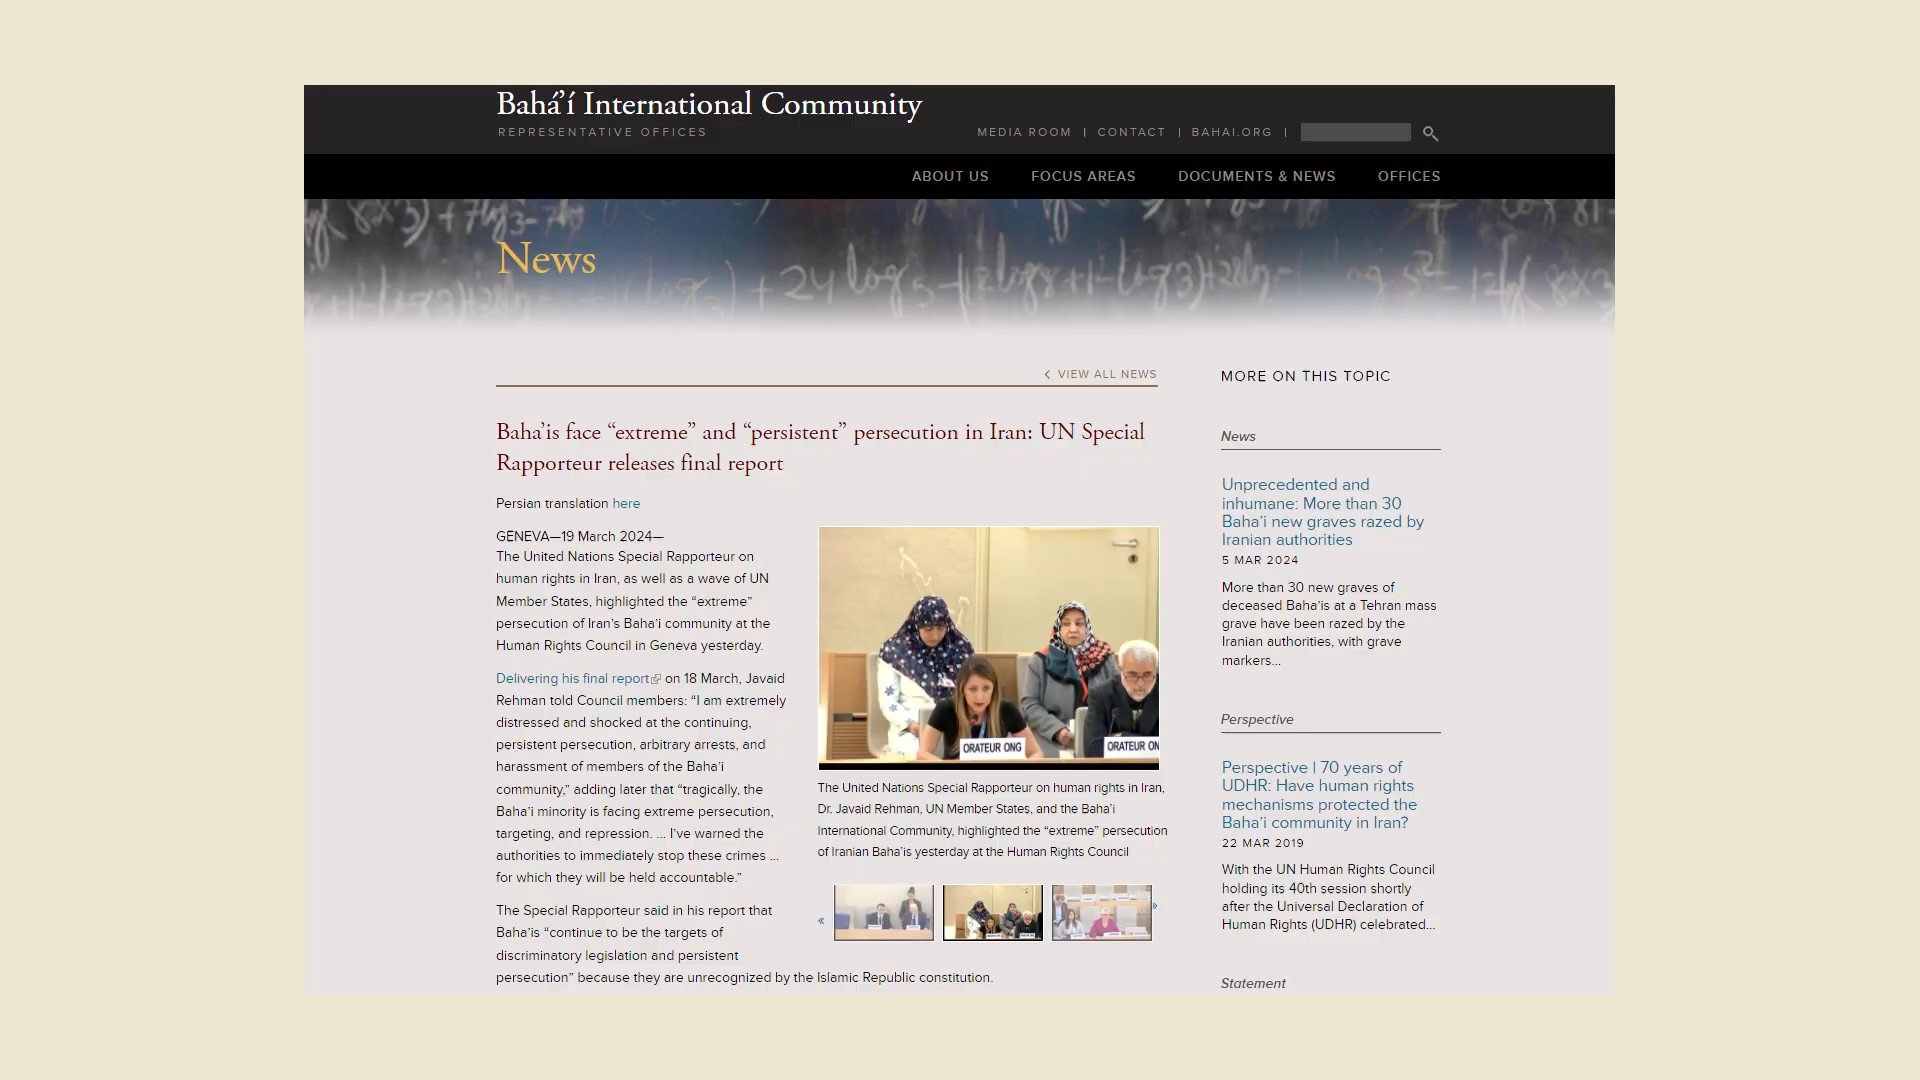 Bahá’í International Community
REPRESENTATIVE OFFICES
MEDIA ROOM | CONTACT | BAHAI.ORG |
ABOUT US FOCUS AREAS DOCUMENTS & NEWS OFFICES
News
VIEW ALL NEWS
Baha’is face “extreme” and “persistent” persecution in Iran: UN Special
Rapporteur releases final report
Persian translation here
GENEVA—19 March 2024—
The United Nations Special Rapporteur on
human rights in Iran, as well as a wave of UN
Member States, highlighted the “extreme”
persecution of Iran’s Baha’i community at the
Human Rights Council in Geneva yesterday.
Delivering his final report on 18 March, Javaid
Rehman told Council members: “I am extremely
distressed and shocked at the continuing,
persistent persecution, arbitrary arrests, and
harassment of members of the Baha’i
community,” adding later that “tragically, the
Baha’i minority is facing extreme persecution,
targeting, and repression. ... I’ve warned the
authorities to immediately stop these crimes ...
for which they will be held accountable.”
The Special Rapporteur said in his report that
Baha’is “continue to be the targets of
discriminatory legislation and persistent
persecution” because they are unrecognized by the Islamic Republic constitution.
ORATEUR ONG
ORATEUR ON
The United Nations Special Rapporteur on human rights in Iran,
Dr. Javaid Rehman, UN Member States, and the Baha’i
International Community, highlighted the “extreme” persecution
of Iranian Baha’is yesterday at the Human Rights Council
« »
MORE ON THIS TOPIC
News
Unprecedented and
inhumane: More than 30
Baha’i new graves razed by
Iranian authorities
5 MAR 2024
More than 30 new graves of
deceased Baha’is at a Tehran mass
grave have been razed by the
Iranian authorities, with grave
markers...
Perspective
Perspective | 70 years of
UDHR: Have human rights
mechanisms protected the
Baha’i community in Iran?
22 MAR 2019
With the UN Human Rights Council
holding its 40th session shortly
after the Universal Declaration of
Human Rights (UDHR) celebrated...
Statement